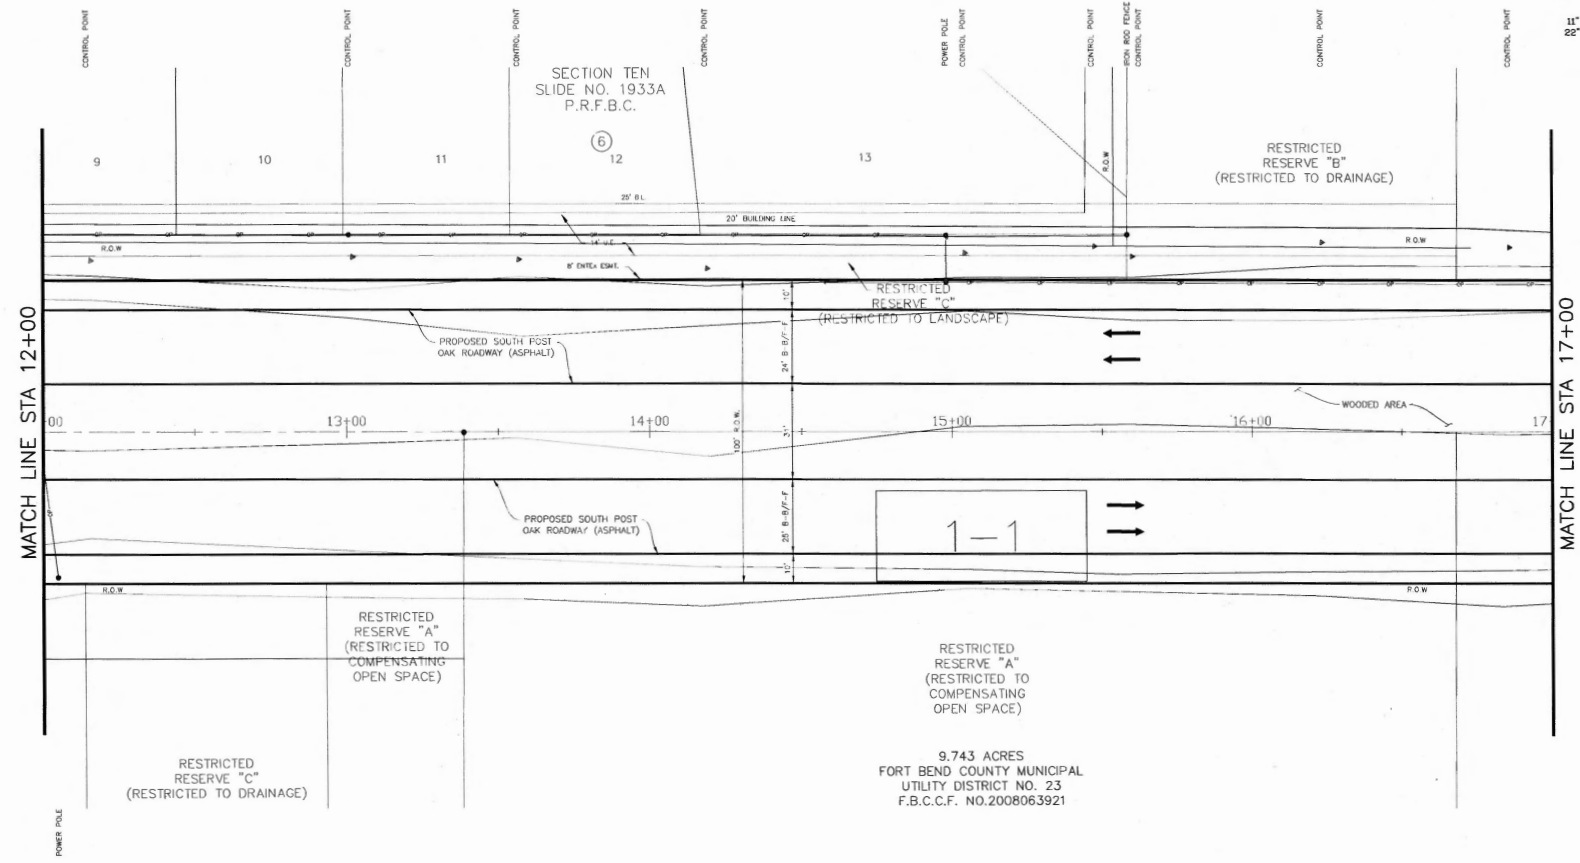 CONTROL POINT
CONTROL POINT
CONTROL POINT
CONTROL POINT
POWER POLE
CONTROL POINT
CONTROL POINT
IRON ROD FENCE
CONTROL POINT
CONTROL POINT
CONTROL POINT
11"
22"
SECTION TEN
SLIDE NO. 1933A
P.R.F.B.C.
6
9
10
11
12
13
R.O.W
RESTRICTED
RESERVE "B"
(RESTRICTED TO DRAINAGE)
25' B.L.
20' BUILDING LINE
R.O.W
14' U.E.
R.O.W
8' ENTEX ESMT.
RESTRICTED
RESERVE "C"
(RESTRICTED TO LANDSCAPE)
10'
24' B-B/F-F
PROPOSED SOUTH POST
OAK ROADWAY (ASPHALT)
MATCH LINE STA 12+00
MATCH LINE STA 17+00
WOODED AREA
+00
13+00
14+00
15+00
16+00
17
100' R.O.W.
31'
25' B-B/F-F
10'
PROPOSED SOUTH POST
OAK ROADWAY (ASPHALT)
1-1
R.O.W
R.O.W
RESTRICTED
RESERVE "A"
(RESTRICTED TO
COMPENSATING
OPEN SPACE)
RESTRICTED
RESERVE "A"
(RESTRICTED TO
COMPENSATING
OPEN SPACE)
RESTRICTED
RESERVE "C"
(RESTRICTED TO DRAINAGE)
9.743 ACRES
FORT BEND COUNTY MUNICIPAL
UTILITY DISTRICT NO. 23
F.B.C.C.F. NO.2008063921
POWER POLE